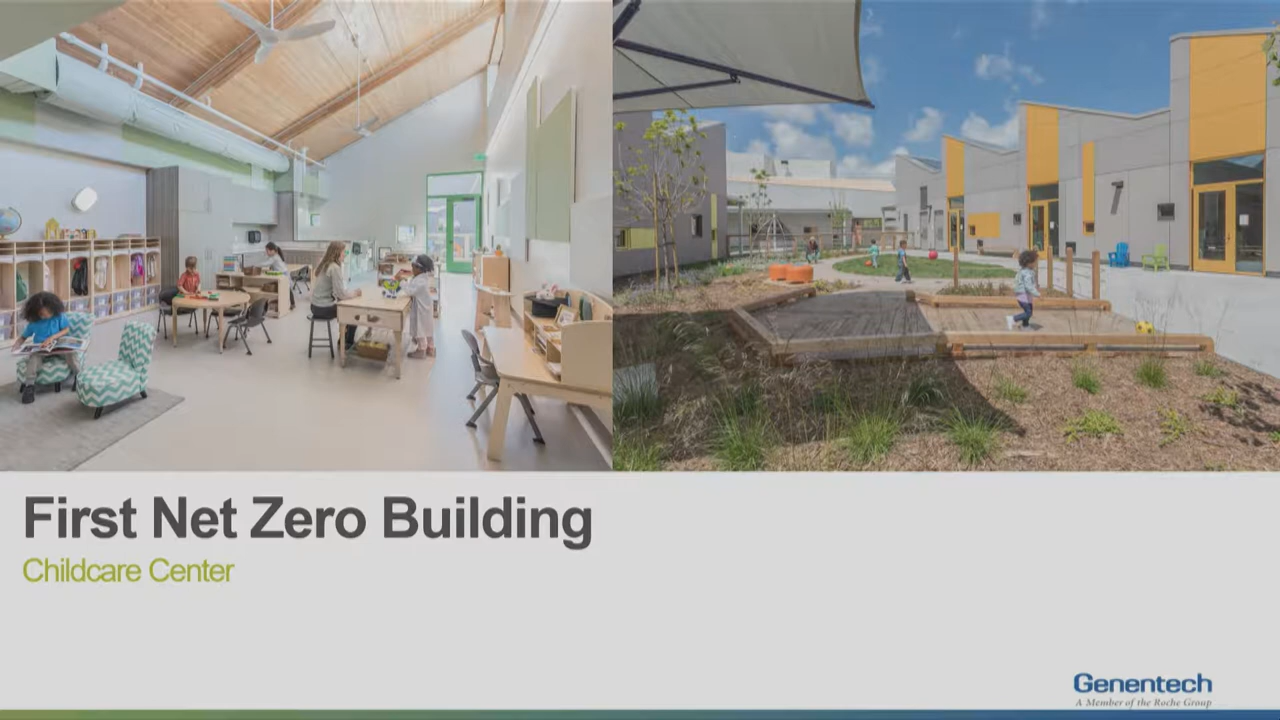 First Net Zero Building
Childcare Center
Genentech
A Member of the Roche Group